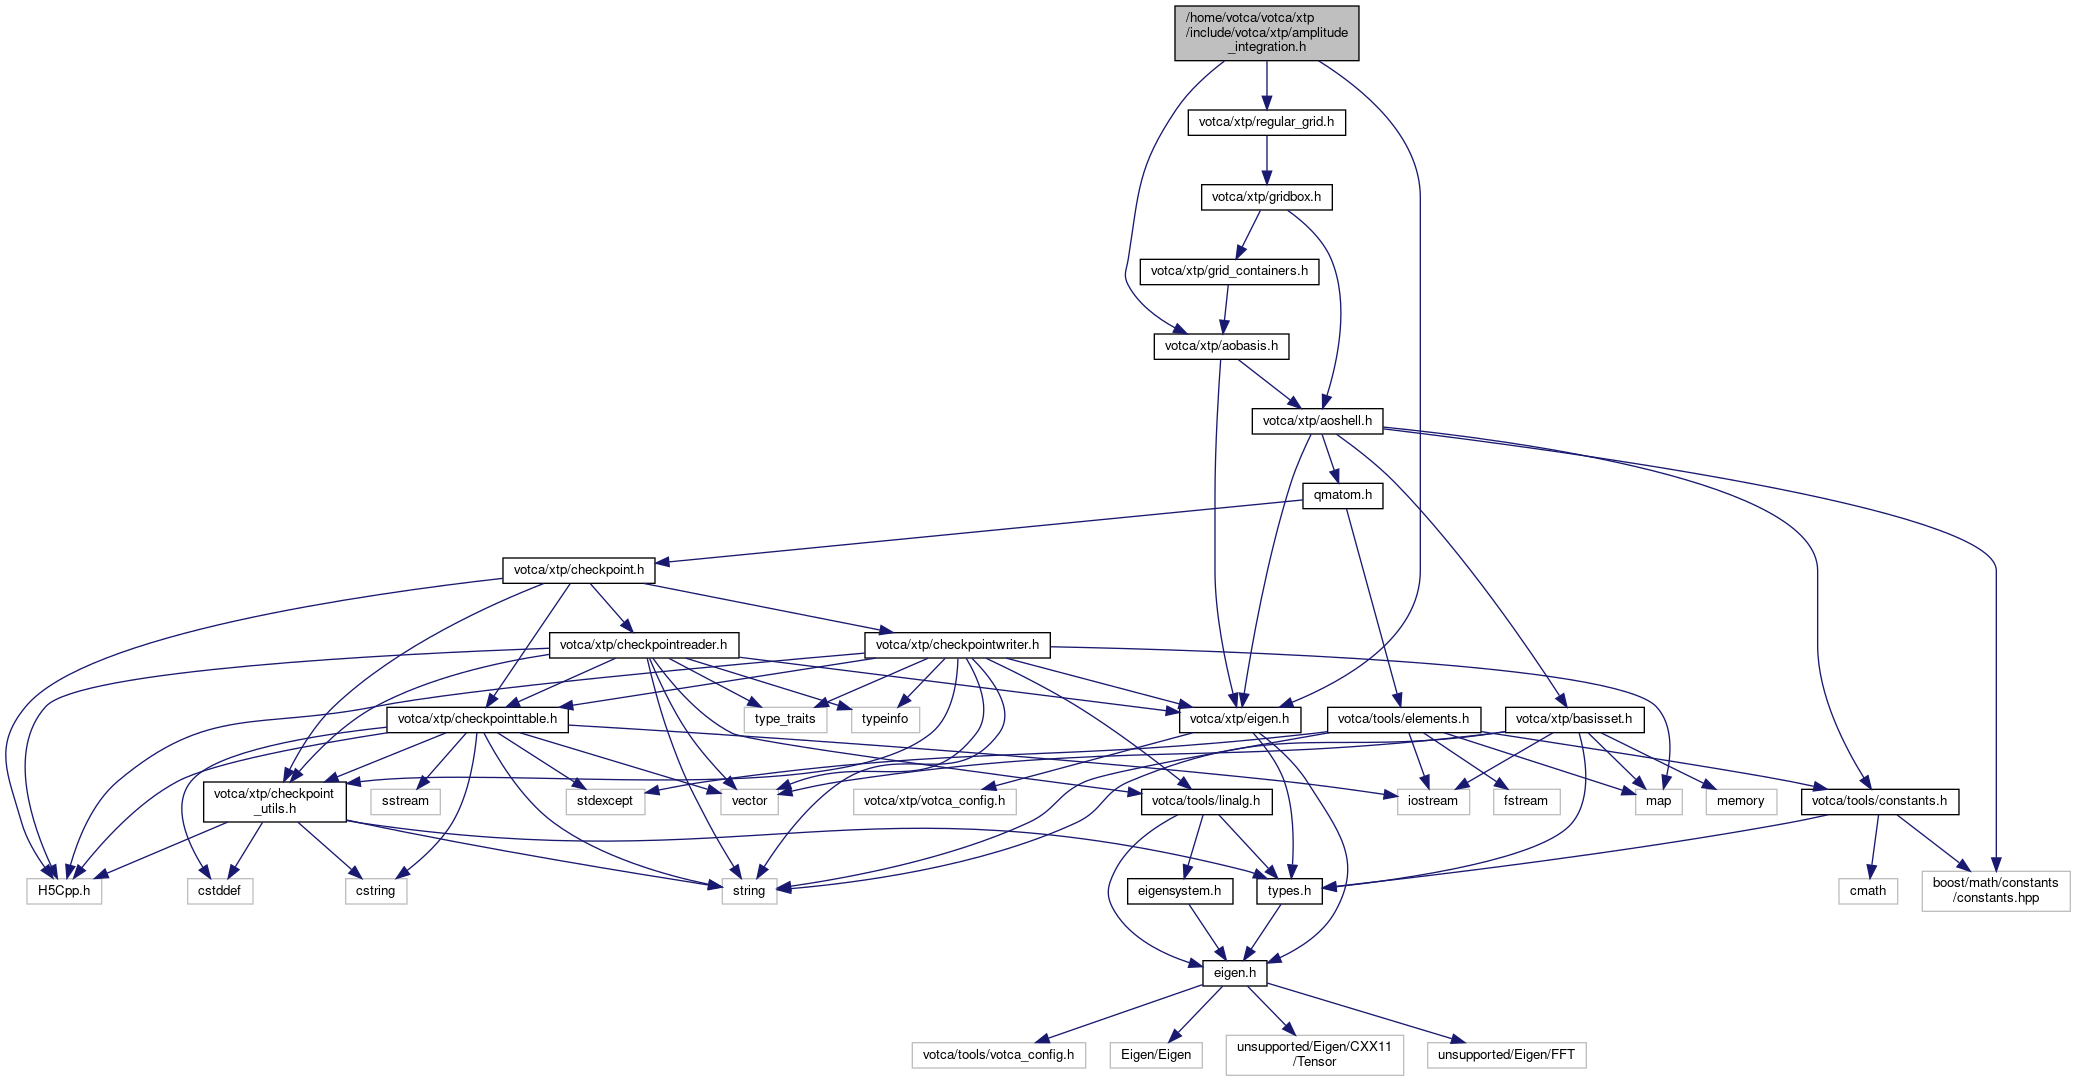 /home/votca/votca/xtp
/include/votca/xtp/amplitude
_integration.h
votca/xtp/regular_grid.h
votca/xtp/gridbox.h
votca/xtp/grid_containers.h
votca/xtp/aobasis.h
votca/xtp/aoshell.h
qmatom.h
votca/xtp/checkpoint.h
votca/xtp/checkpointreader.h
votca/xtp/checkpointwriter.h
votca/xtp/checkpointtable.h
type_traits
typeinfo
votca/xtp/eigen.h
votca/tools/elements.h
votca/xtp/basisset.h
votca/xtp/checkpoint
_utils.h
sstream
stdexcept
vector
votca/xtp/votca_config.h
votca/tools/linalg.h
iostream
fstream
map
memory
votca/tools/constants.h
H5Cpp.h
cstddef
cstring
string
eigensystem.h
types.h
cmath
boost/math/constants
/constants.hpp
eigen.h
votca/tools/votca_config.h
Eigen/Eigen
unsupported/Eigen/CXX11
/Tensor
unsupported/Eigen/FFT